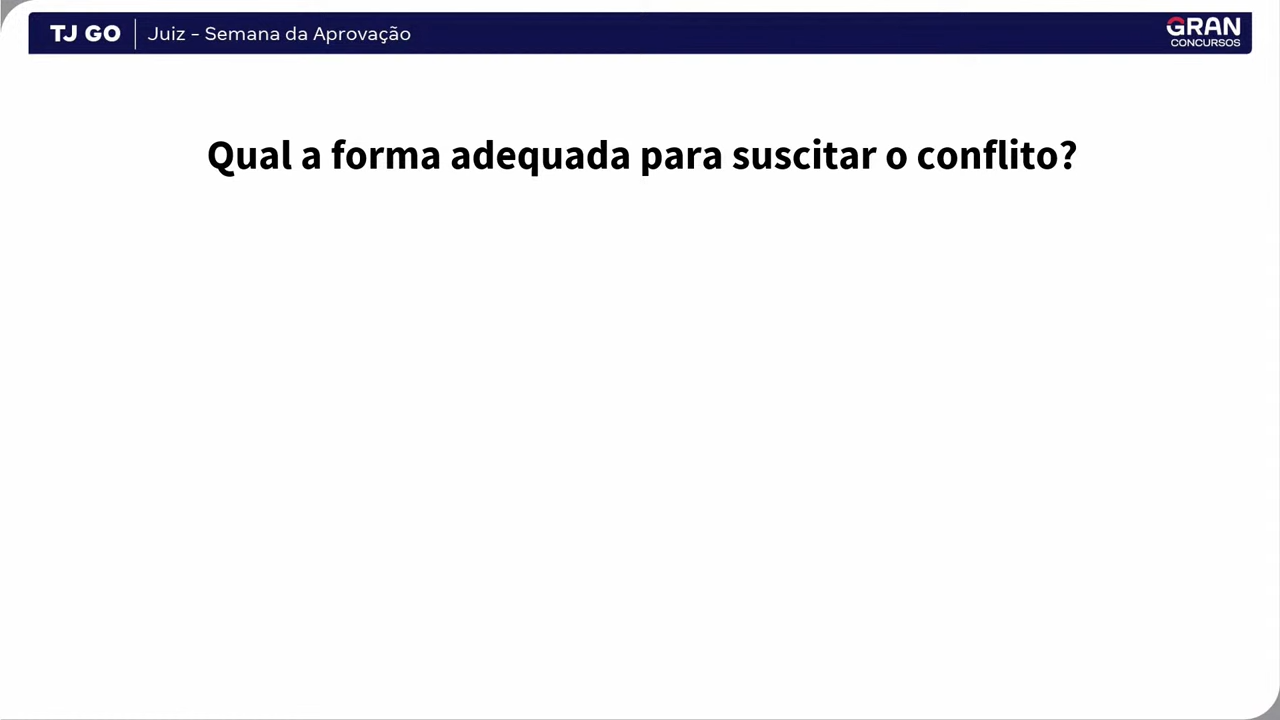 TJ GO
Juiz - Semana da Aprovação
GRAN
CONCURSOS
Qual a forma adequada para suscitar o conflito?